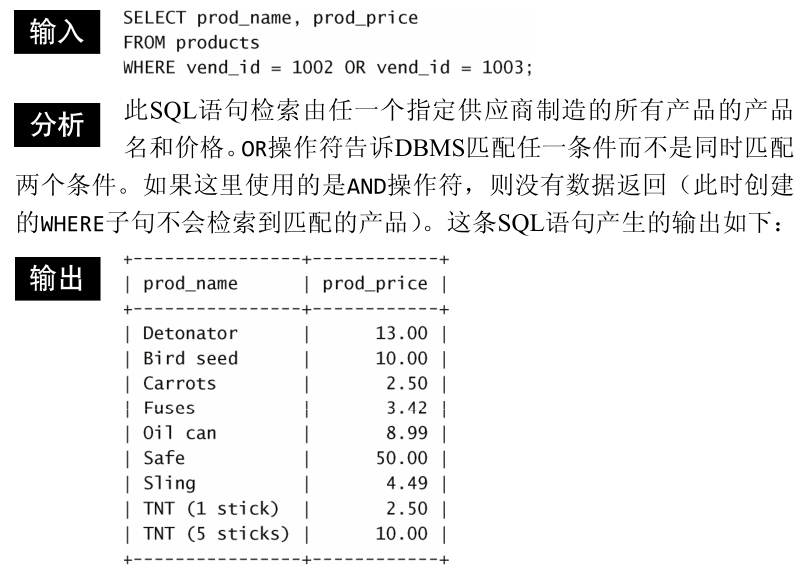 输入
SELECT prod_name, prod_price
FROM products
WHERE vend_id = 1002 OR vend_id = 1003;
分析
此SQL语句检索由任一个指定供应商制造的所有产品的产品
名和价格。OR操作符告诉DBMS匹配任一条件而不是同时匹配
两个条件。如果这里使用的是AND操作符，则没有数据返回（此时创建
的WHERE子句不会检索到匹配的产品）。这条SQL语句产生的输出如下：
输出
+----------------+------------+
| prod_name      | prod_price |
+----------------+------------+
| Detonator      |      13.00 |
| Bird seed      |      10.00 |
| Carrots        |       2.50 |
| Fuses          |       3.42 |
| Oil can        |       8.99 |
| Safe           |      50.00 |
| Sling          |       4.49 |
| TNT (1 stick)  |       2.50 |
| TNT (5 sticks) |      10.00 |
+----------------+------------+